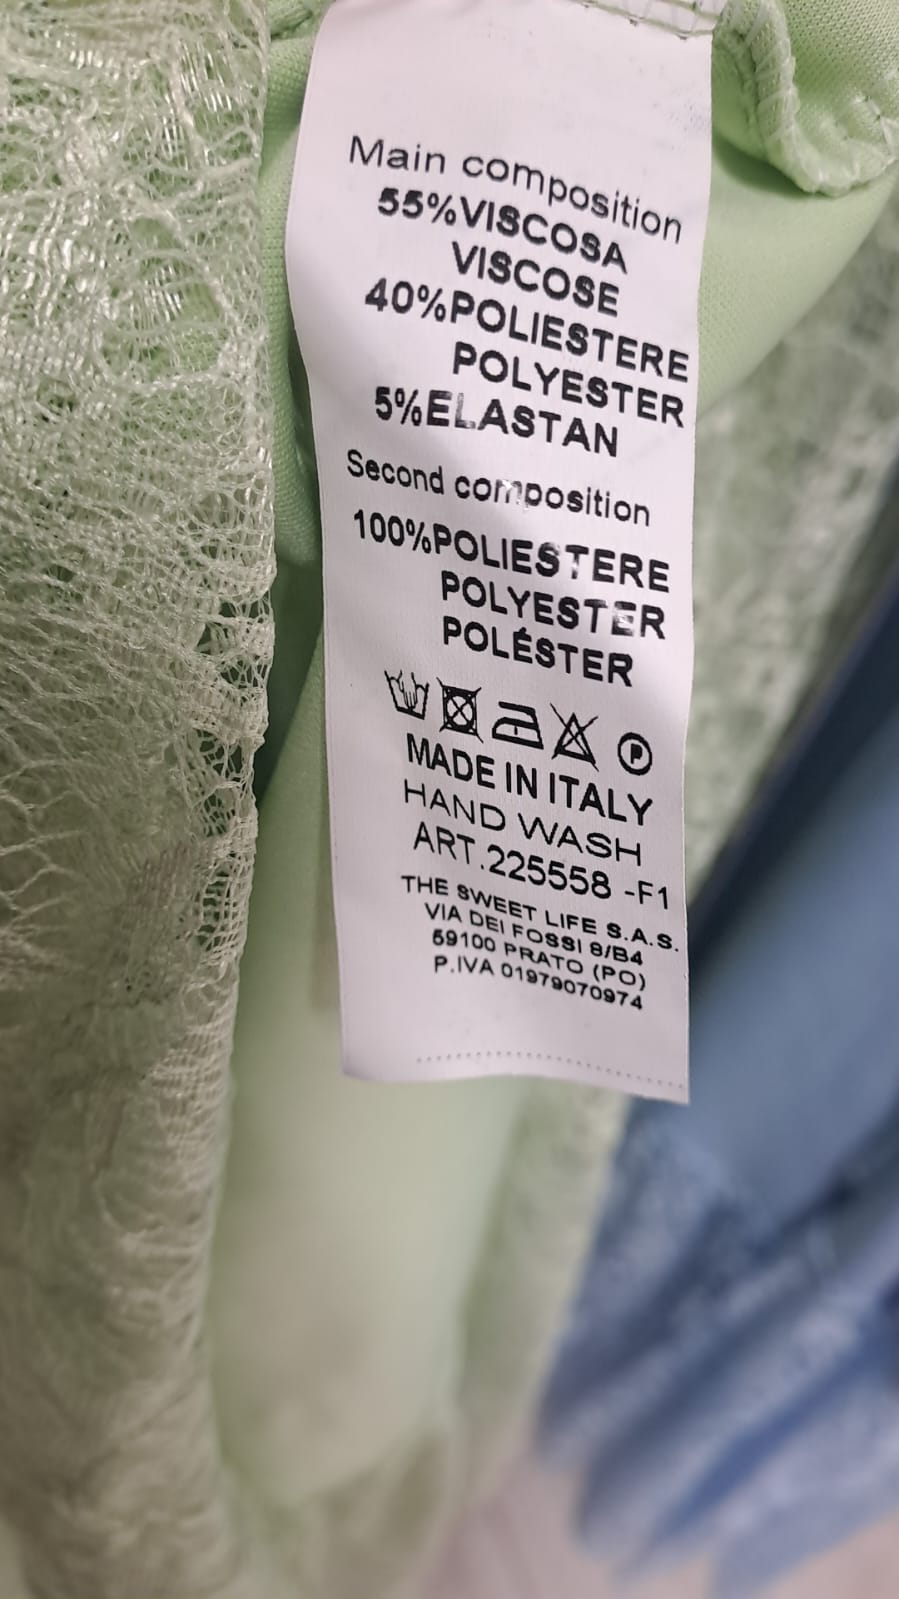 Main composition
55%VISCOSA
VISCOSE
40%POLIESTERE
POLYESTER
5%ELASTAN
Second composition
100%POLIESTERE
POLYESTER
POLÉSTER
P
MADE IN ITALY
HAND WASH
ART.225558 -F1
THE SWEET LIFE S.A.S.
VIA DEI FOSSI 8/B4
59100 PRATO (PO)
P.IVA 01979070974